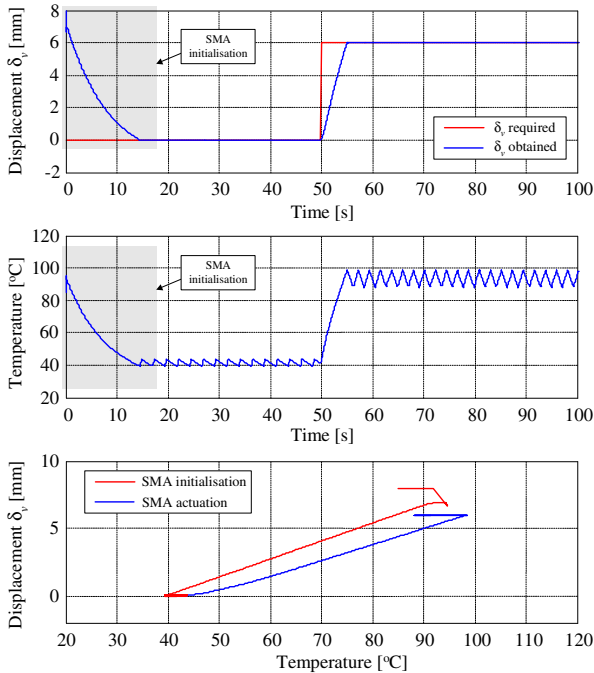 Displacement δv [mm]
8
6
4
2
0
-2
SMA
initialisation
δv required
δv obtained
0 10 20 30 40 50 60 70 80 90 100
Time [s]
Temperature [oC]
120
100
80
60
40
20
SMA
initialisation
0 10 20 30 40 50 60 70 80 90 100
Time [s]
Displacement δv [mm]
10
5
0
SMA initialisation
SMA actuation
20 30 40 50 60 70 80 90 100 110 120
Temperature [oC]